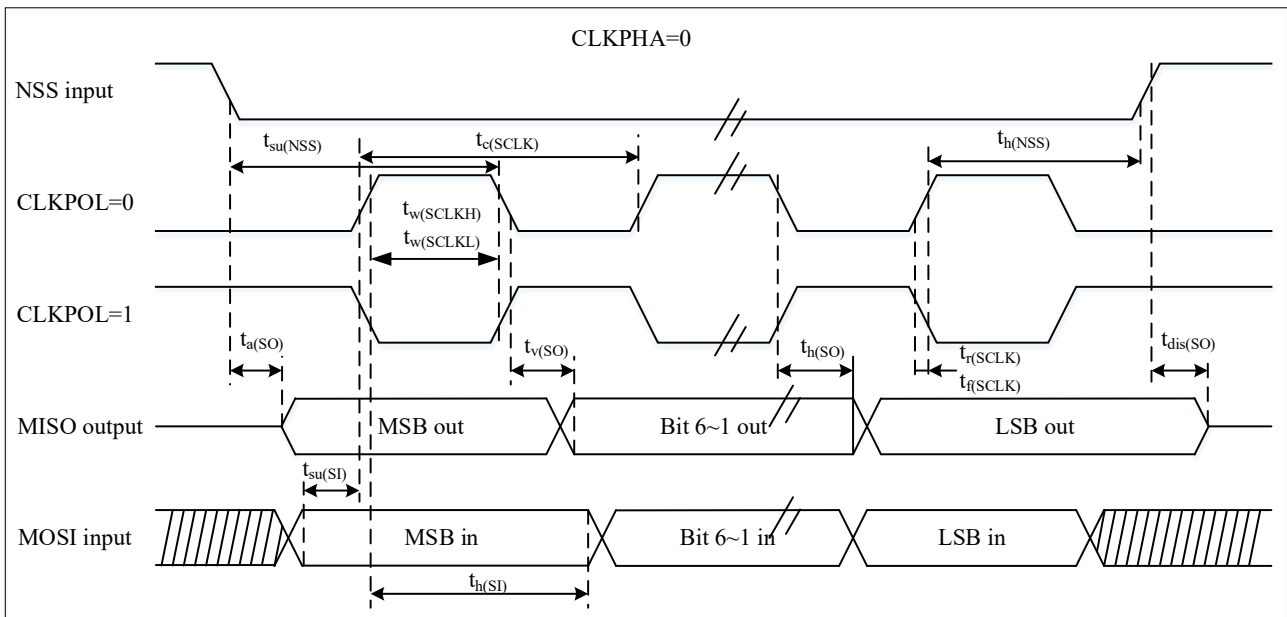 CLKPHA=0
NSS input
tsu(NSS)
tc(SCLK)
th(NSS)
CLKPOL=0
tw(SCLKH)
tw(SCLKL)
CLKPOL=1
ta(SO)
tv(SO)
th(SO)
tr(SCLK)
tf(SCLK)
tdis(SO)
MISO output
MSB out
Bit 6~1 out
LSB out
tsu(SI)
MOSI input
MSB in
Bit 6~1 in
LSB in
th(SI)